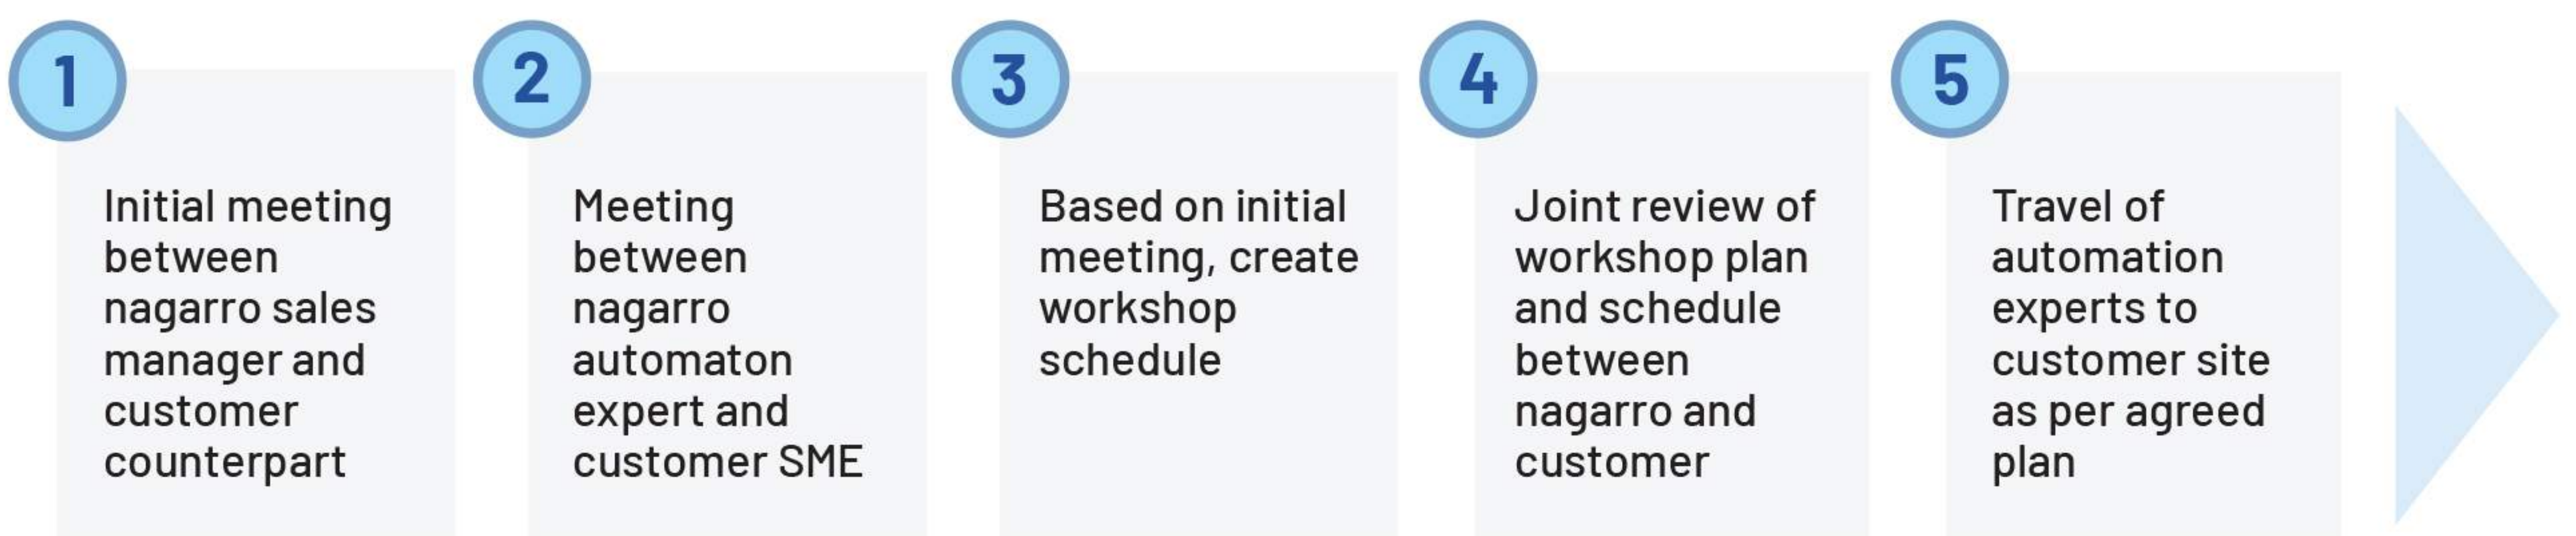 1
Initial meeting
between
nagarro sales
manager and
customer
counterpart
2
Meeting
between
nagarro
automaton
expert and
customer SME
3
Based on initial
meeting, create
workshop
schedule
4
Joint review of
workshop plan
and schedule
between
nagarro and
customer
5
Travel of
automation
experts to
customer site
as per agreed
plan